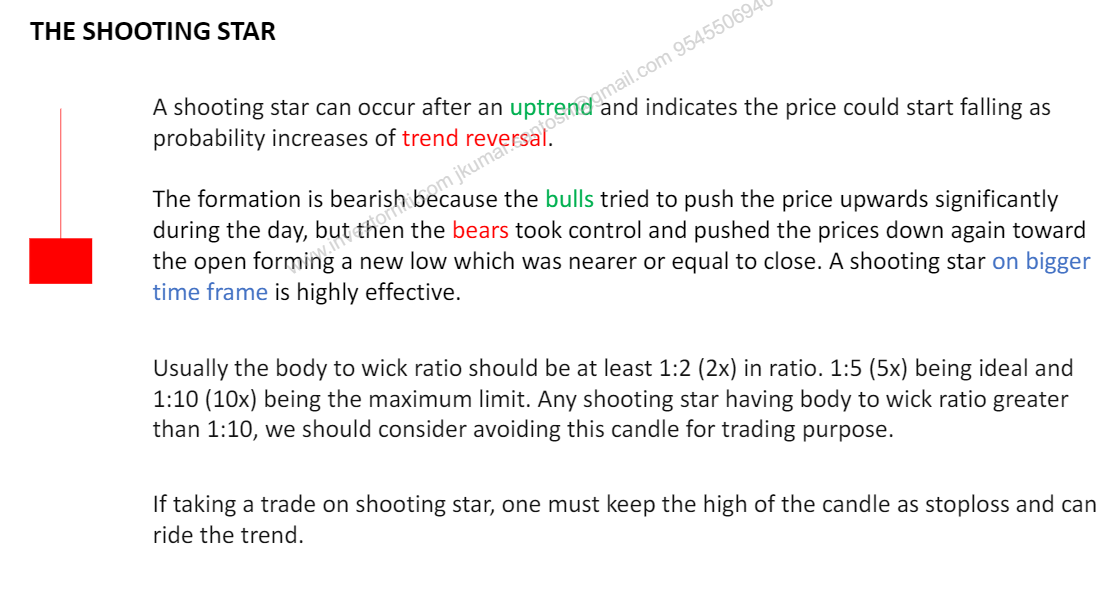 THE SHOOTING STAR
A shooting star can occur after an uptrend and indicates the price could start falling as
probability increases of trend reversal.
The formation is bearish because the bulls tried to push the price upwards significantly
during the day, but then the bears took control and pushed the prices down again toward
the open forming a new low which was nearer or equal to close. A shooting star on bigger
time frame is highly effective.
Usually the body to wick ratio should be at least 1:2 (2x) in ratio. 1:5 (5x) being ideal and
1:10 (10x) being the maximum limit. Any shooting star having body to wick ratio greater
than 1:10, we should consider avoiding this candle for trading purpose.
If taking a trade on shooting star, one must keep the high of the candle as stoploss and can
ride the trend.